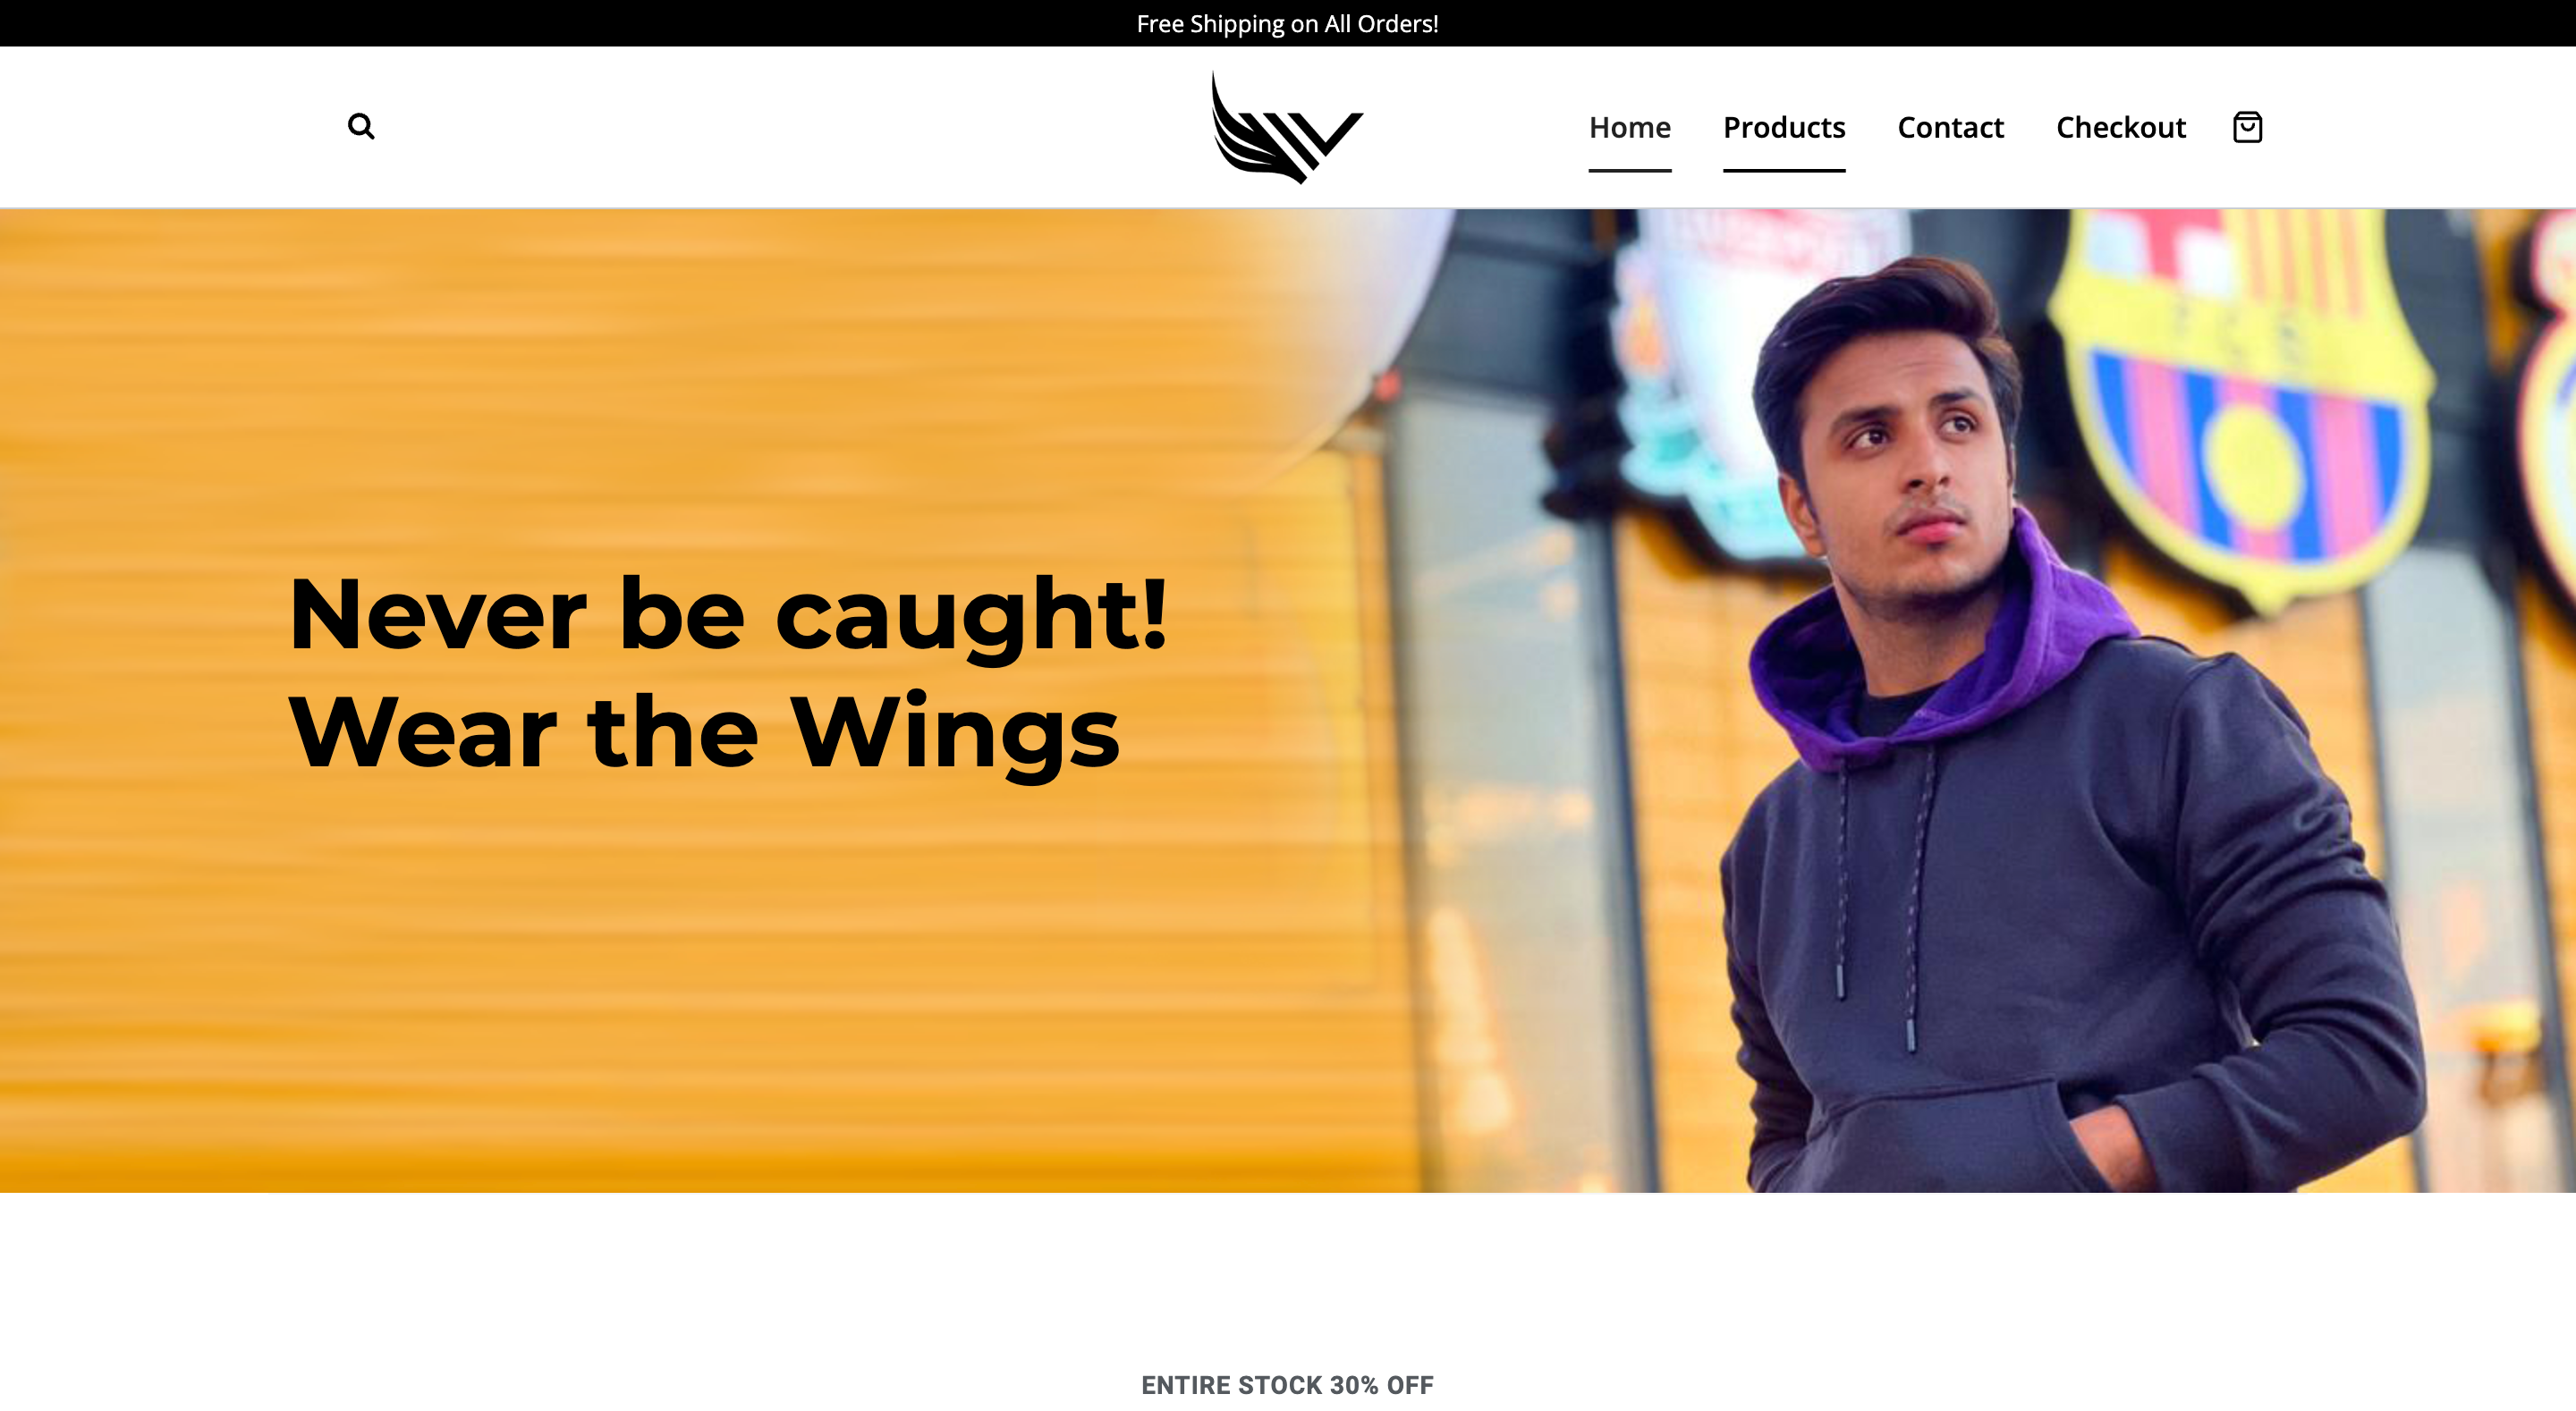 Free Shipping on All Orders!
Home Products Contact Checkout
Never be caught!
Wear the Wings
ENTIRE STOCK 30% OFF